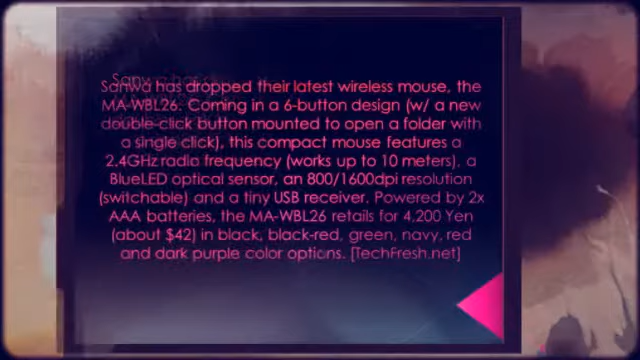 Sanwa has dropped their latest wireless mouse, the
MA-WBL26. Coming in a 6-button design (w/ a new
double-click button mounted to open a folder with
a single click), this compact mouse features a
2.4GHz radio frequency (works up to 10 meters), a
BlueLED optical sensor, an 800/1600dpi resolution
(switchable) and a tiny USB receiver. Powered by 2x
AAA batteries, the MA-WBL26 retails for 4,200 Yen
(about $42) in black, black-red, green, navy, red
and dark purple color options. [TechFresh.net]